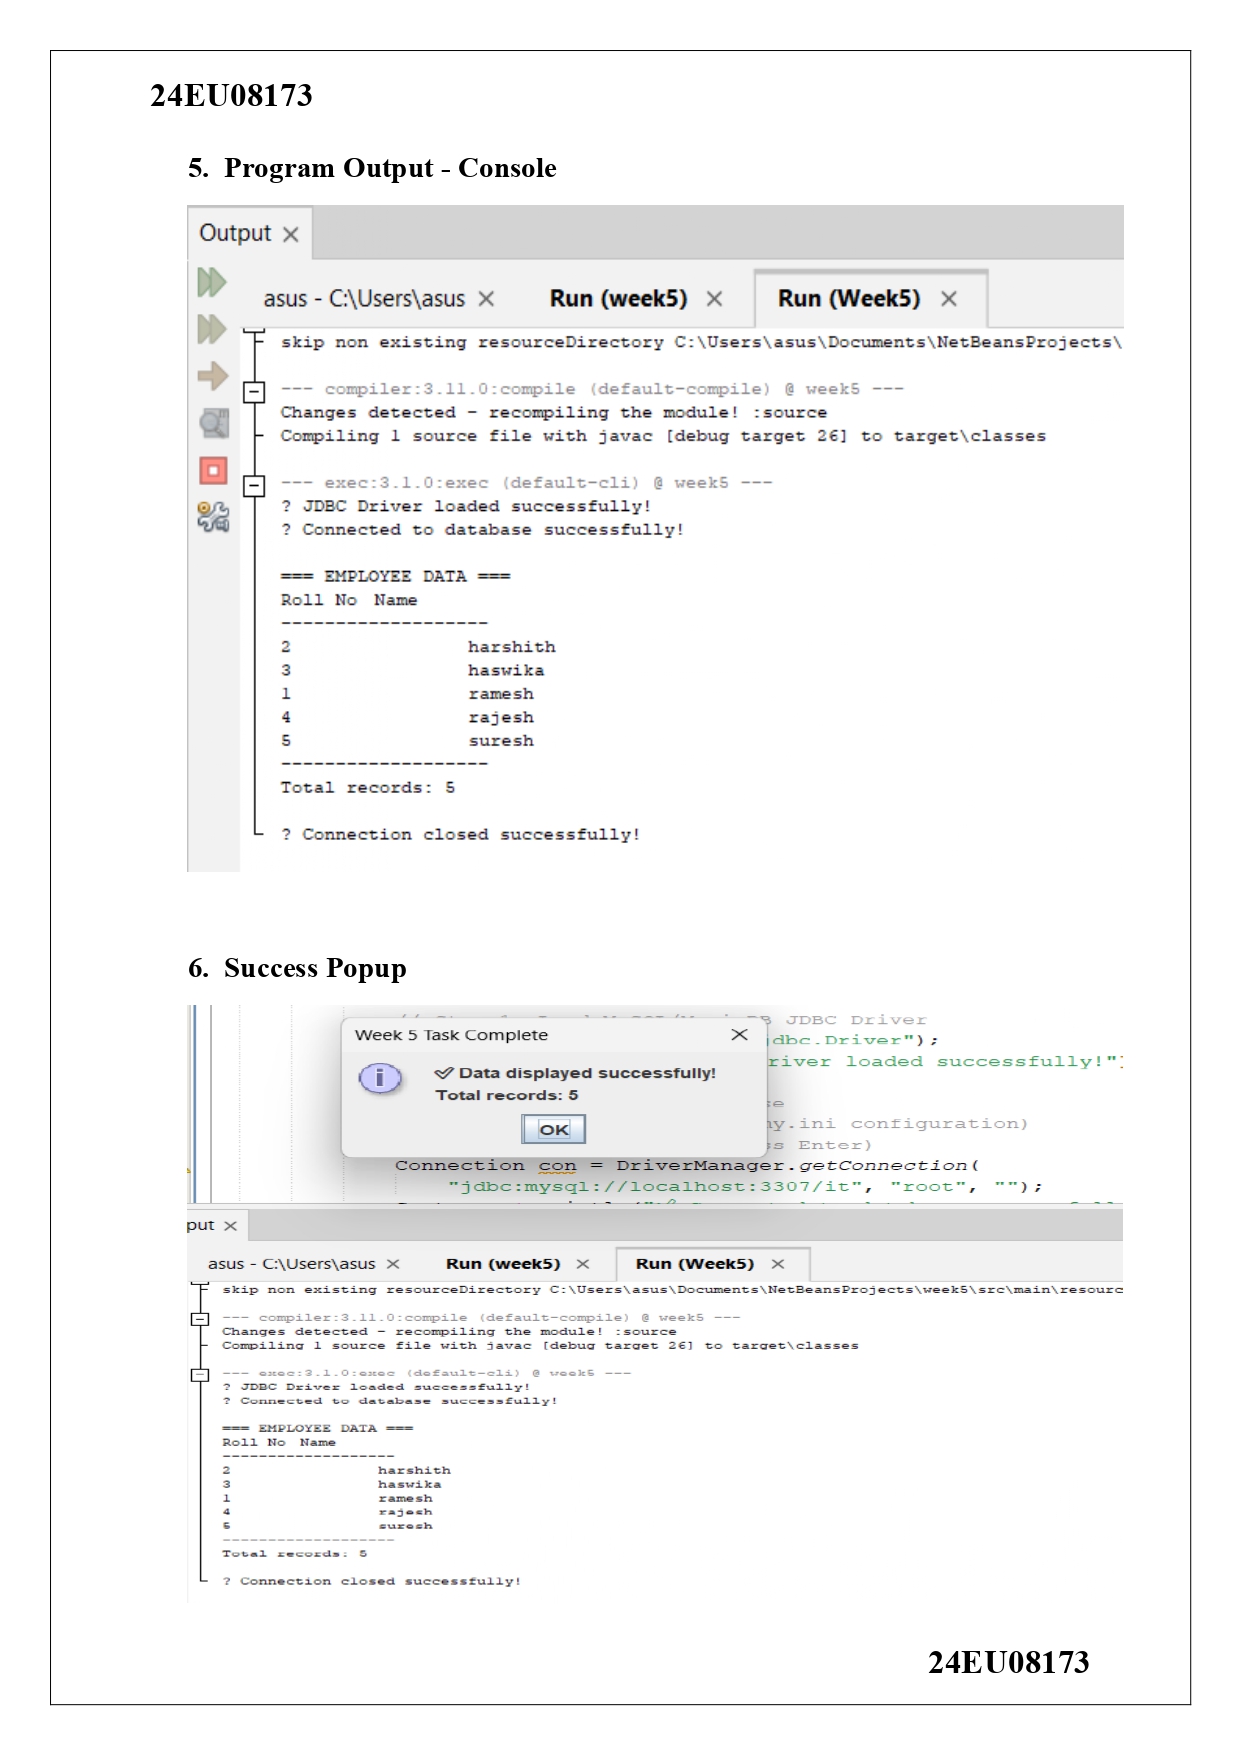 24EU08173
5. Program Output - Console
Output ×
asus - C:\Users\asus × Run (week5) × Run (Week5) ×
skip non existing resourceDirectory C:\Users\asus\Documents\NetBeansProjects\
--- compiler:3.11.0:compile (default-compile) @ week5 ---
Changes detected - recompiling the module! :source
Compiling 1 source file with javac [debug target 26] to target\classes
--- exec:3.1.0:exec (default-cli) @ week5 ---
? JDBC Driver loaded successfully!
? Connected to database successfully!
=== EMPLOYEE DATA ===
Roll No Name
-------------------
2 harshith
3 haswika
1 ramesh
4 rajesh
5 suresh
-------------------
Total records: 5
? Connection closed successfully!
6. Success Popup
JDBC Driver
Week 5 Task Complete ×
jdbc.Driver");
✓ Data displayed successfully!
river loaded successfully!")
Total records: 5
my.ini configuration)
OK
ss Enter)
Connection con = DriverManager.getConnection(
"jdbc:mysql://localhost:3307/it", "root", "");
put ×
asus - C:\Users\asus × Run (week5) × Run (Week5) ×
skip non existing resourceDirectory C:\Users\asus\Documents\NetBeansProjects\week5\src\main\resourc
--- compiler:3.11.0:compile (default-compile) @ week5 ---
Changes detected - recompiling the module! :source
Compiling 1 source file with javac [debug target 26] to target\classes
--- exec:3.1.0:exec (default-cli) @ week5 ---
? JDBC Driver loaded successfully!
? Connected to database successfully!
=== EMPLOYEE DATA ===
Roll No Name
-------------------
2 harshith
3 haswika
1 ramesh
4 rajesh
5 suresh
-------------------
Total records: 5
? Connection closed successfully!
24EU08173